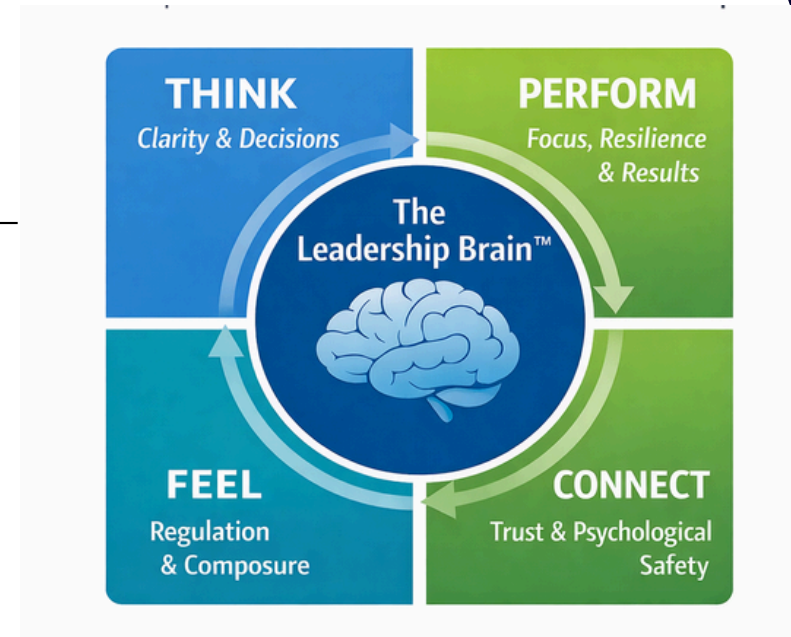 THINK
Clarity & Decisions
PERFORM
Focus, Resilience
& Results
The
Leadership Brain™
FEEL
Regulation
& Composure
CONNECT
Trust & Psychological
Safety